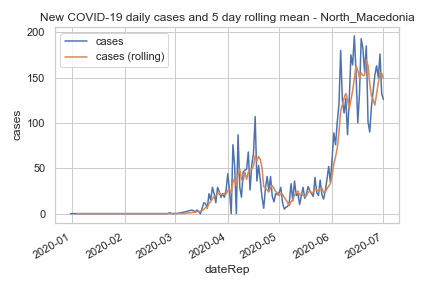 New COVID-19 daily cases and 5 day rolling mean - North_Macedonia
cases
cases (rolling)
200
150
100
50
0
cases
2020-01
2020-02
2020-03
2020-04
2020-05
2020-06
2020-07
dateRep